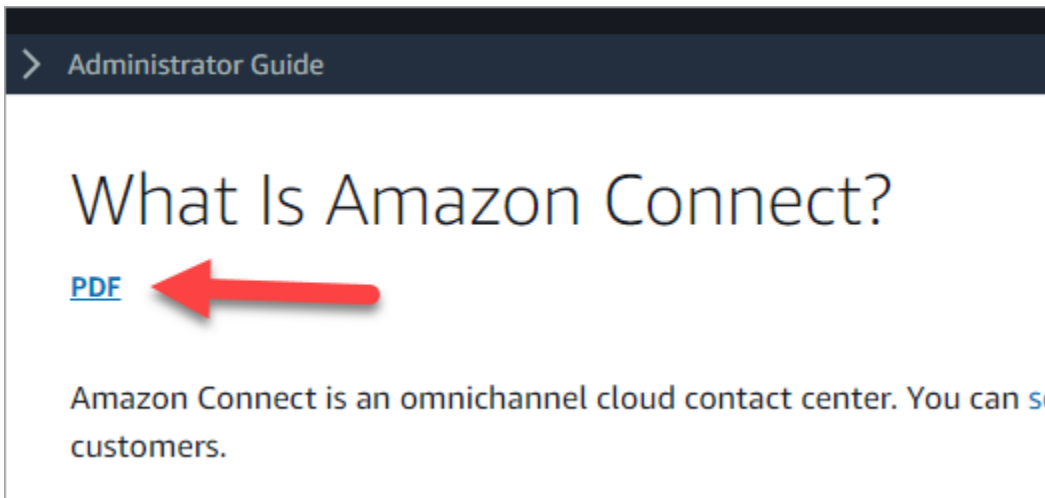 Administrator Guide
What Is Amazon Connect?
PDF
Amazon Connect is an omnichannel cloud contact center. You can
customers.